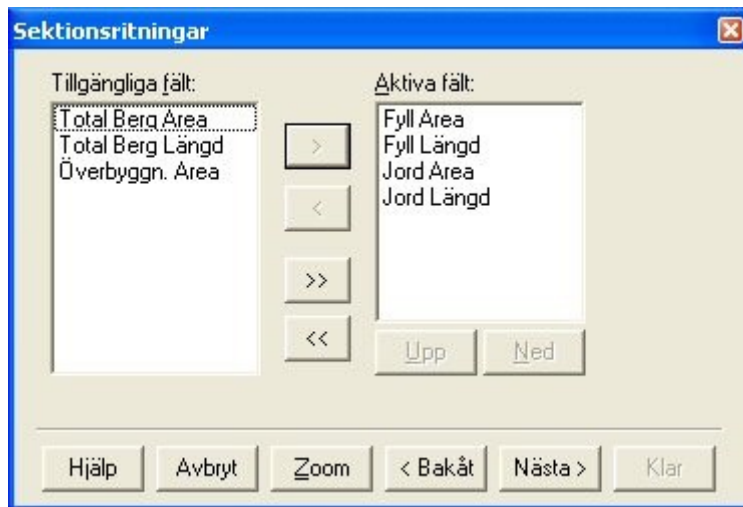 Sektionsritningar
Tillgängliga fält:
Total Berg Area
Total Berg Längd
Överbyggn. Area
>
<
>>
<<
Aktiva fält:
Fyll Area
Fyll Längd
Jord Area
Jord Längd
Upp
Ned
Hjälp
Avbryt
Zoom
< Bakåt
Nästa >
Klar